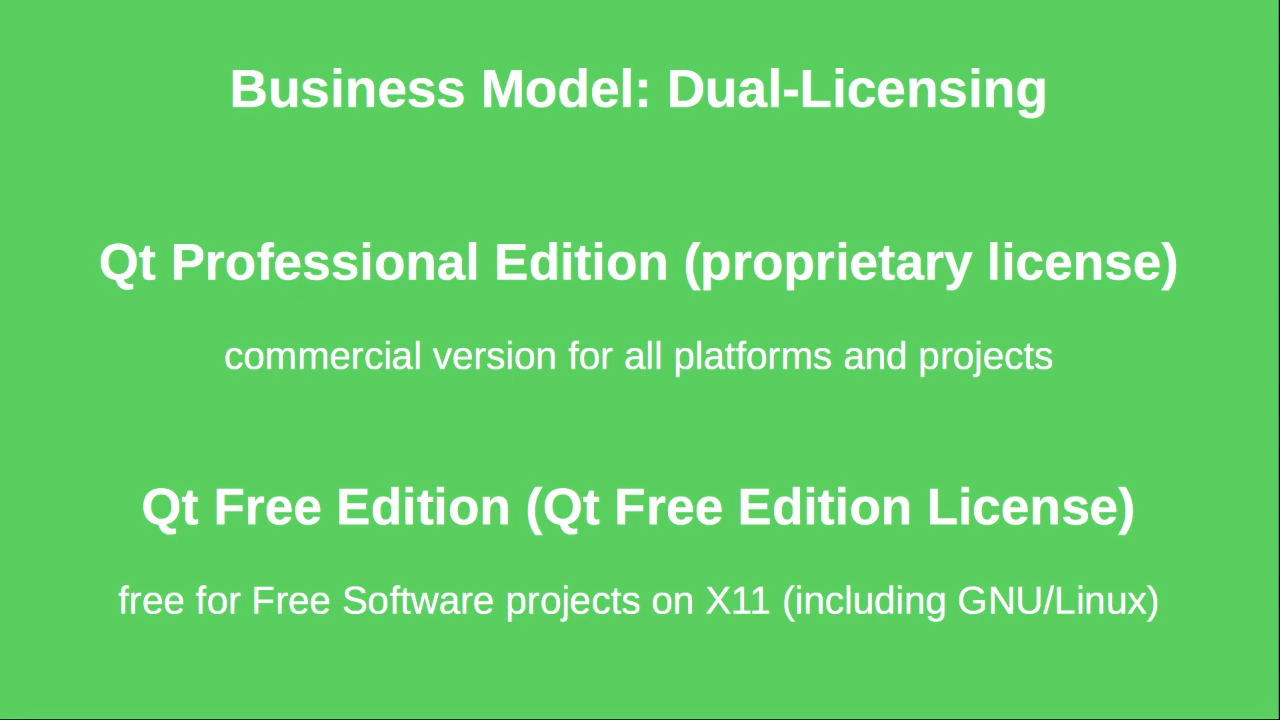 Business Model: Dual-Licensing
Qt Professional Edition (proprietary license)
commercial version for all platforms and projects
Qt Free Edition (Qt Free Edition License)
free for Free Software projects on X11 (including GNU/Linux)